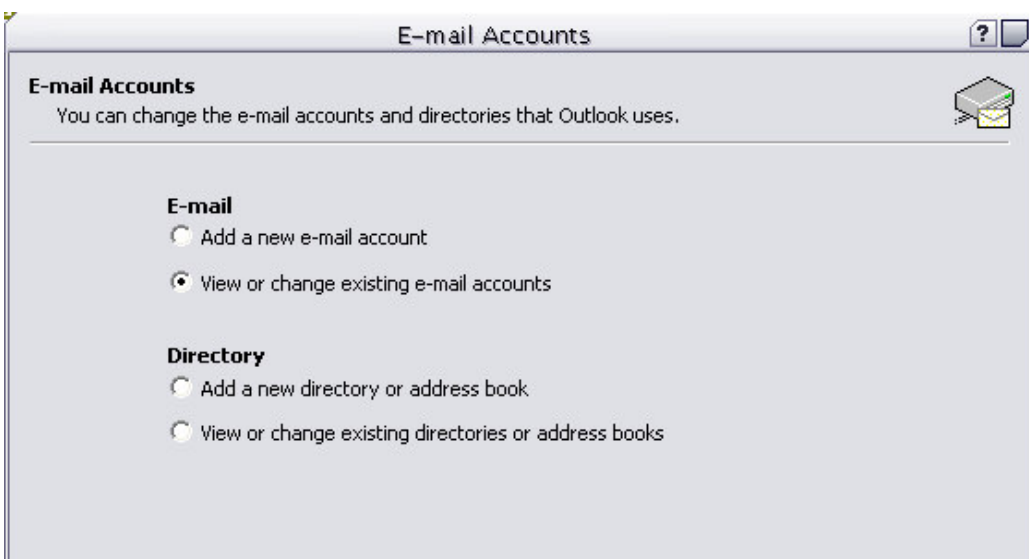 E-mail Accounts
?
E-mail Accounts
You can change the e-mail accounts and directories that Outlook uses.
E-mail
Add a new e-mail account
View or change existing e-mail accounts
Directory
Add a new directory or address book
View or change existing directories or address books